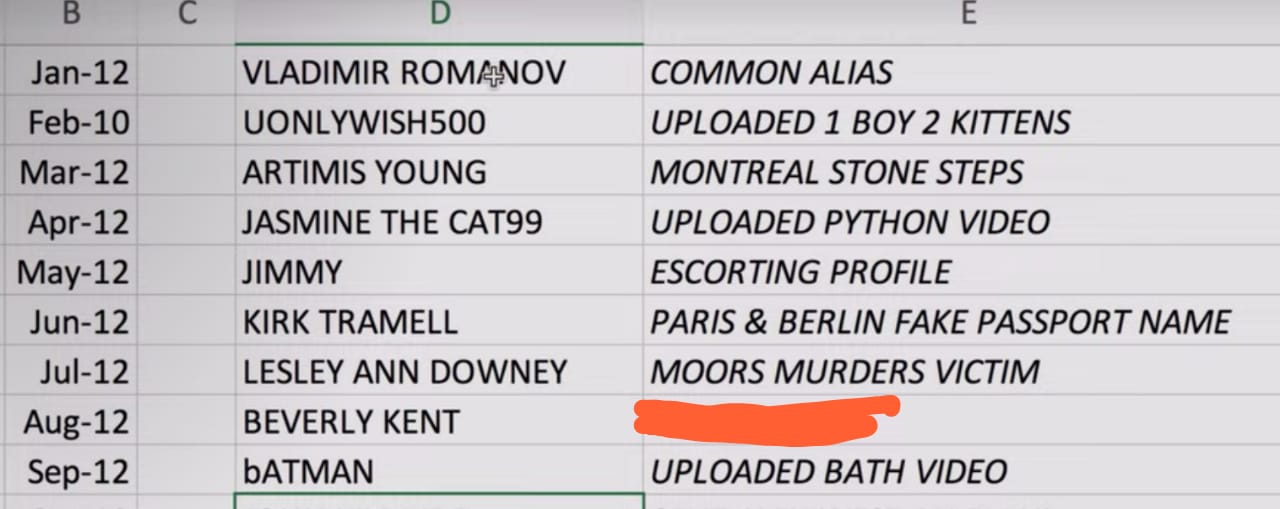 B C D E
Jan-12 VLADIMIR ROMANOV COMMON ALIAS
Feb-10 UONLYWISH500 UPLOADED 1 BOY 2 KITTENS
Mar-12 ARTIMIS YOUNG MONTREAL STONE STEPS
Apr-12 JASMINE THE CAT99 UPLOADED PYTHON VIDEO
May-12 JIMMY ESCORTING PROFILE
Jun-12 KIRK TRAMELL PARIS & BERLIN FAKE PASSPORT NAME
Jul-12 LESLEY ANN DOWNEY MOORS MURDERS VICTIM
Aug-12 BEVERLY KENT
Sep-12 bATMAN UPLOADED BATH VIDEO